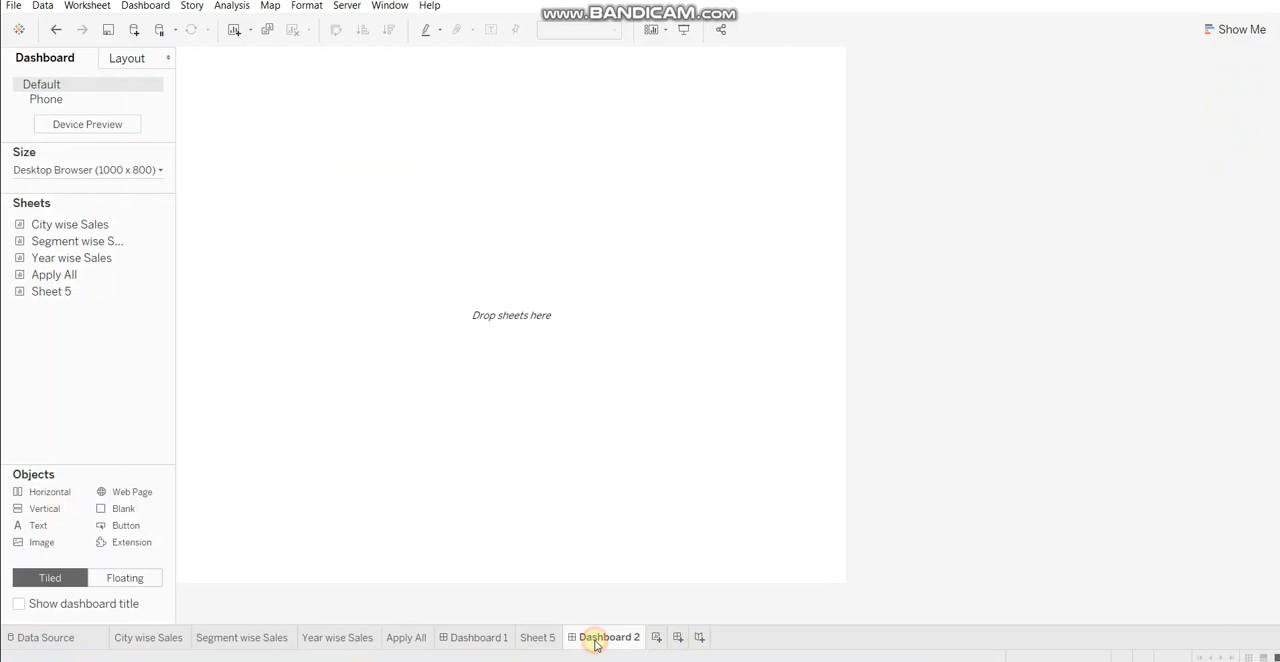 File Data Worksheet Dashboard Story Analysis Map Format Server Window Help
www.BANDICAM.com
Show Me
Dashboard Layout
Default
Phone
Device Preview
Size
Desktop Browser (1000 x 800)
Sheets
City wise Sales
Segment wise S...
Year wise Sales
Apply All
Sheet 5
Drop sheets here
Objects
Horizontal Web Page
Vertical Blank
A Text Button
Image Extension
Tiled Floating
Show dashboard title
Data Source City wise Sales Segment wise Sales Year wise Sales Apply All Dashboard 1 Sheet 5 Dashboard 2